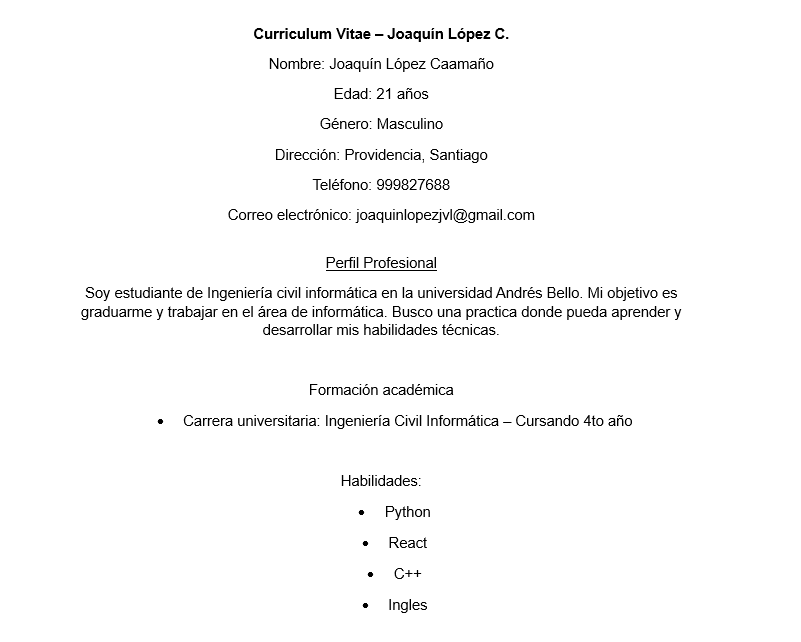 Curriculum Vitae – Joaquín López C.
Nombre: Joaquín López Caamaño
Edad: 21 años
Género: Masculino
Dirección: Providencia, Santiago
Teléfono: 999827688
Correo electrónico: joaquinlopezjvl@gmail.com
Perfil Profesional
Soy estudiante de Ingeniería civil informática en la universidad Andrés Bello. Mi objetivo es
graduarme y trabajar en el área de informática. Busco una practica donde pueda aprender y
desarrollar mis habilidades técnicas.
Formación académica
• Carrera universitaria: Ingeniería Civil Informática – Cursando 4to año
Habilidades:
• Python
• React
• C++
• Ingles